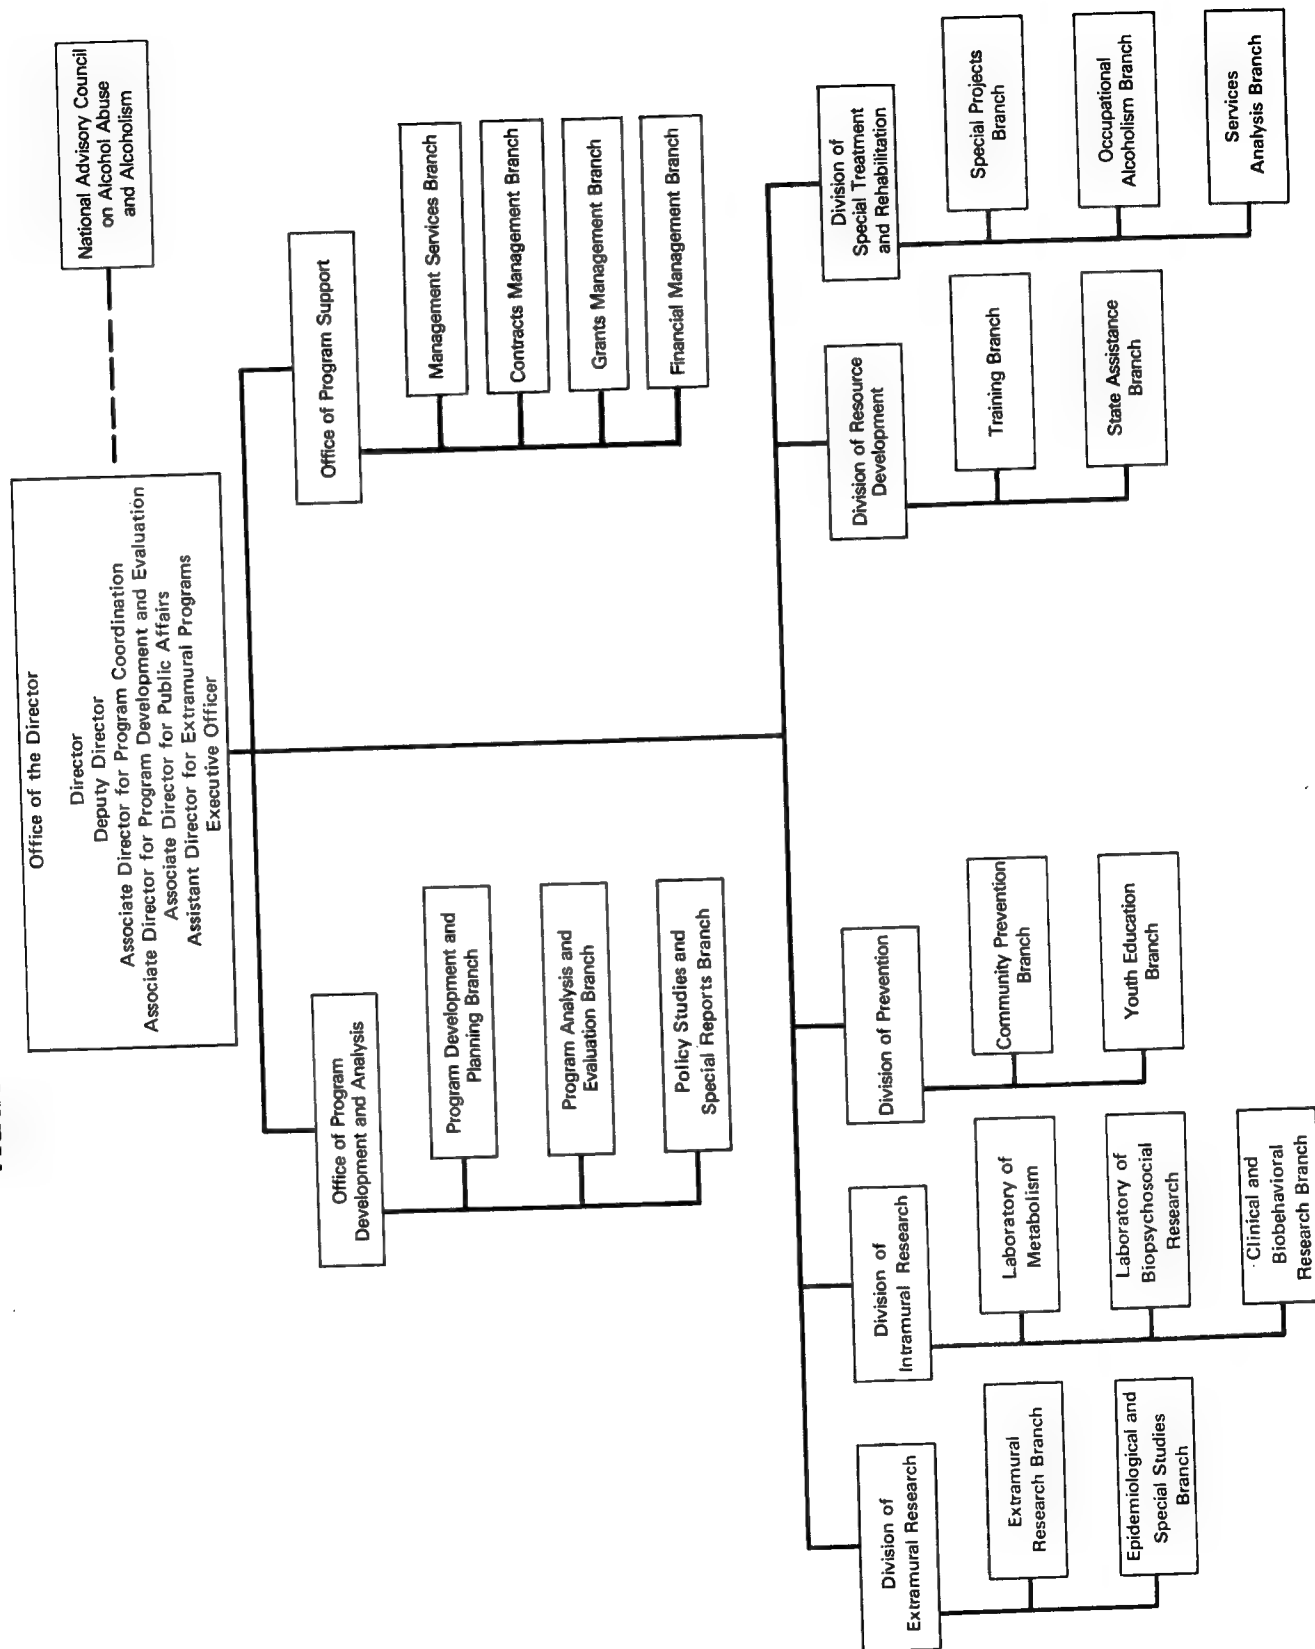 Office of the Director
Director
Deputy Director
Associate Director for Program Coordination
Associate Director for Program Development and Evaluation
Associate Director for Public Affairs
Assistant Director for Extramural Programs
Executive Officer
National Advisory Council
on Alcohol Abuse
and Alcoholism
Office of Program
Development and Analysis
Program Development and
Planning Branch
Program Analysis and
Evaluation Branch
Policy Studies and
Special Reports Branch
Office of Program Support
Management Services Branch
Contracts Management Branch
Grants Management Branch
Financial Management Branch
Division of
Extramural Research
Extramural
Research Branch
Epidemiological and
Special Studies
Branch
Division of
Intramural Research
Laboratory of
Metabolism
Laboratory of
Biopsychosocial
Research
Clinical and
Biobehavioral
Research Branch
Division of Prevention
Community Prevention
Branch
Youth Education
Branch
Division of Resource
Development
Training Branch
State Assistance
Branch
Division of
Special Treatment
and Rehabilitation
Special Projects
Branch
Occupational
Alcoholism Branch
Services
Analysis Branch